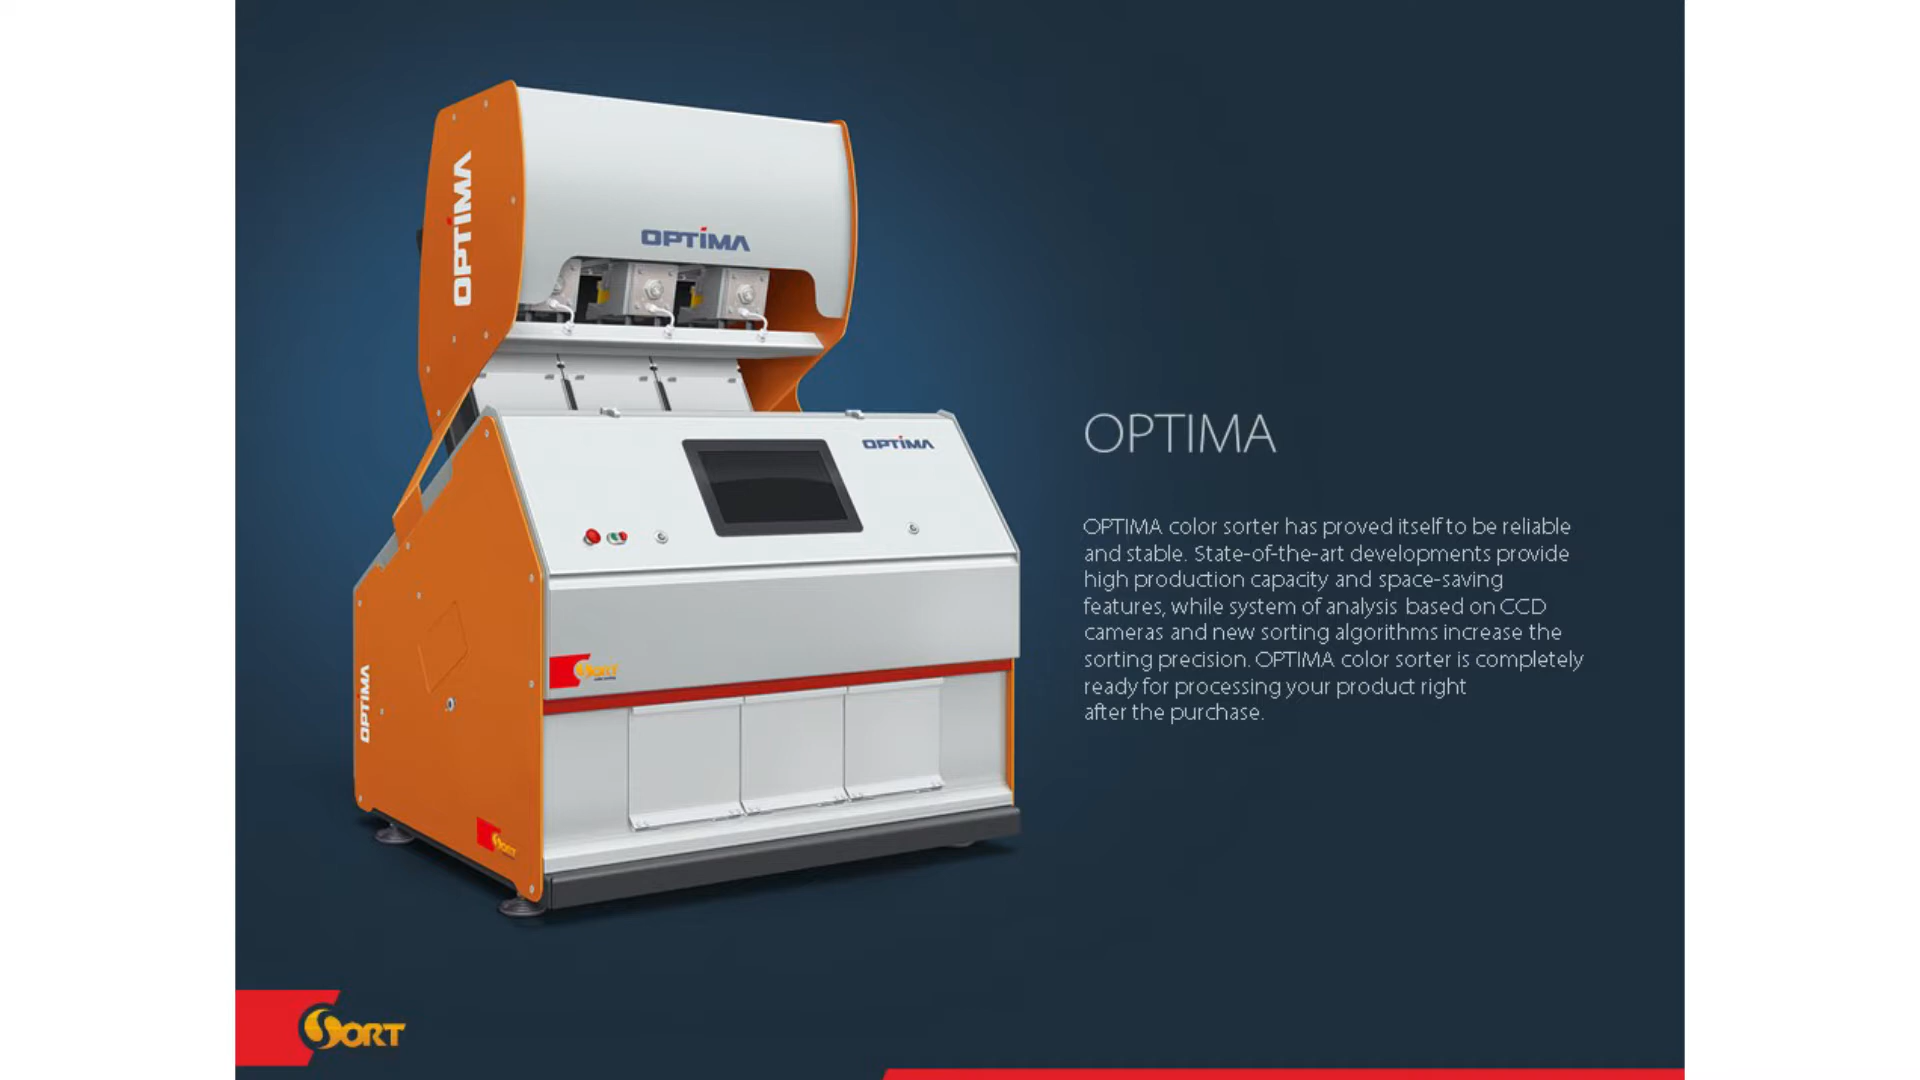 OPTIMA
OPTIMA
OPTIMA
OPTIMA
SORT
SORT
OPTIMA
OPTIMA color sorter has proved itself to be reliable
and stable. State-of-the-art developments provide
high production capacity and space-saving
features, while system of analysis based on CCD
cameras and new sorting algorithms increase the
sorting precision. OPTIMA color sorter is completely
ready for processing your product right
after the purchase.
SORT